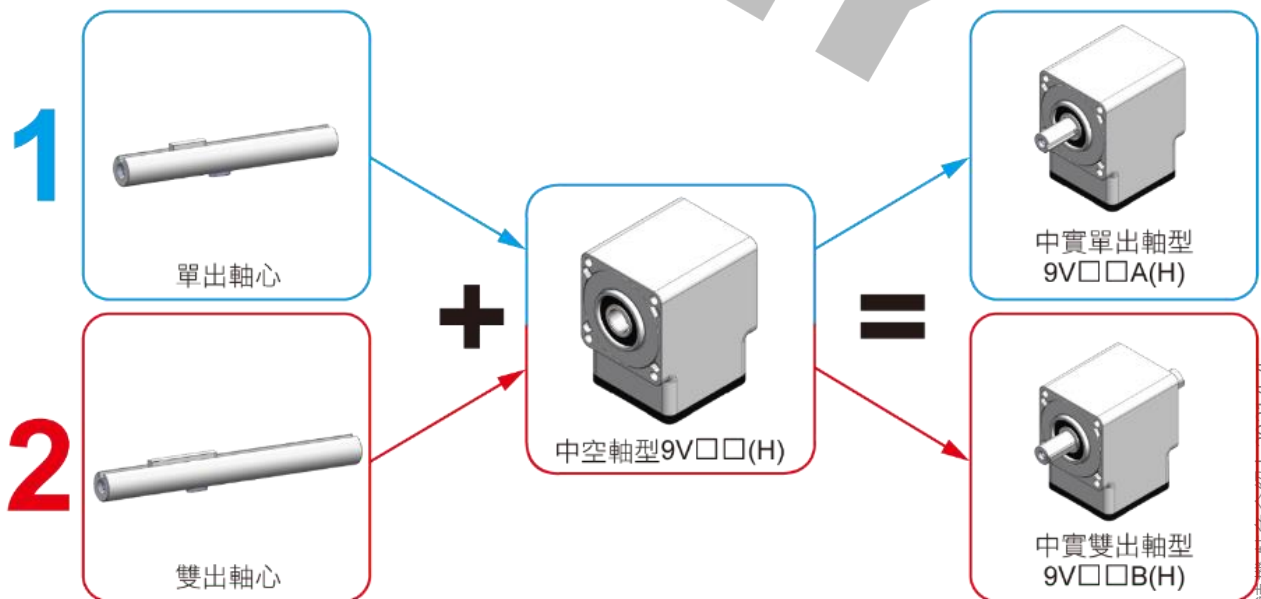 1
單出軸心
2
雙出軸心
+
中空軸型9V□□(H)
=
中實單出軸型
9V□□A(H)
中實雙出軸型
9V□□B(H)